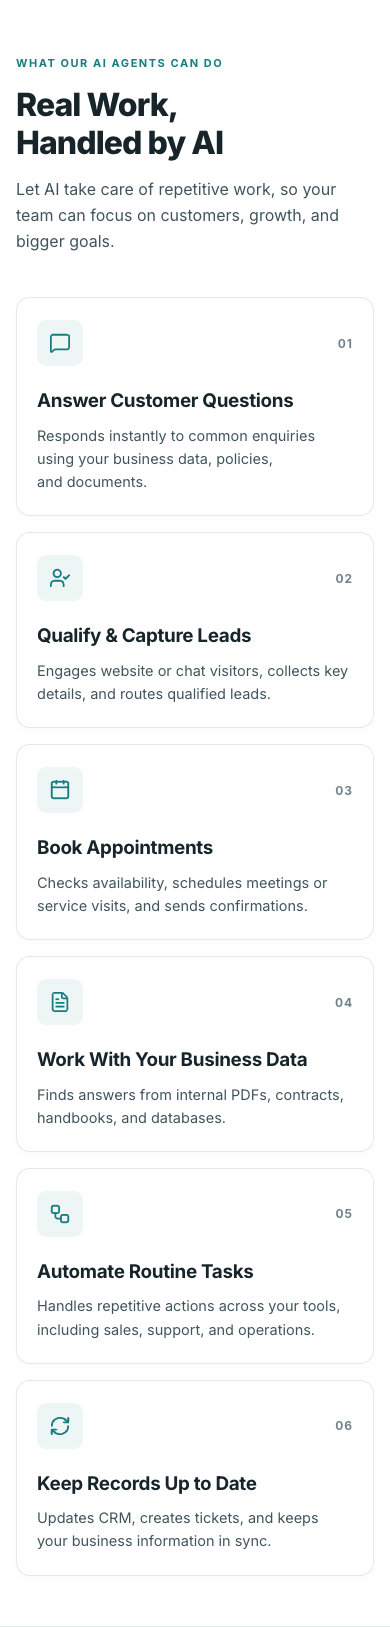 WHAT OUR AI AGENTS CAN DO
Real Work,
Handled by AI
Let AI take care of repetitive work, so your
team can focus on customers, growth, and
bigger goals.
01
Answer Customer Questions
Responds instantly to common enquiries
using your business data, policies,
and documents.
02
Qualify & Capture Leads
Engages website or chat visitors, collects key
details, and routes qualified leads.
03
Book Appointments
Checks availability, schedules meetings or
service visits, and sends confirmations.
04
Work With Your Business Data
Finds answers from internal PDFs, contracts,
handbooks, and databases.
05
Automate Routine Tasks
Handles repetitive actions across your tools,
including sales, support, and operations.
06
Keep Records Up to Date
Updates CRM, creates tickets, and keeps
your business information in sync.